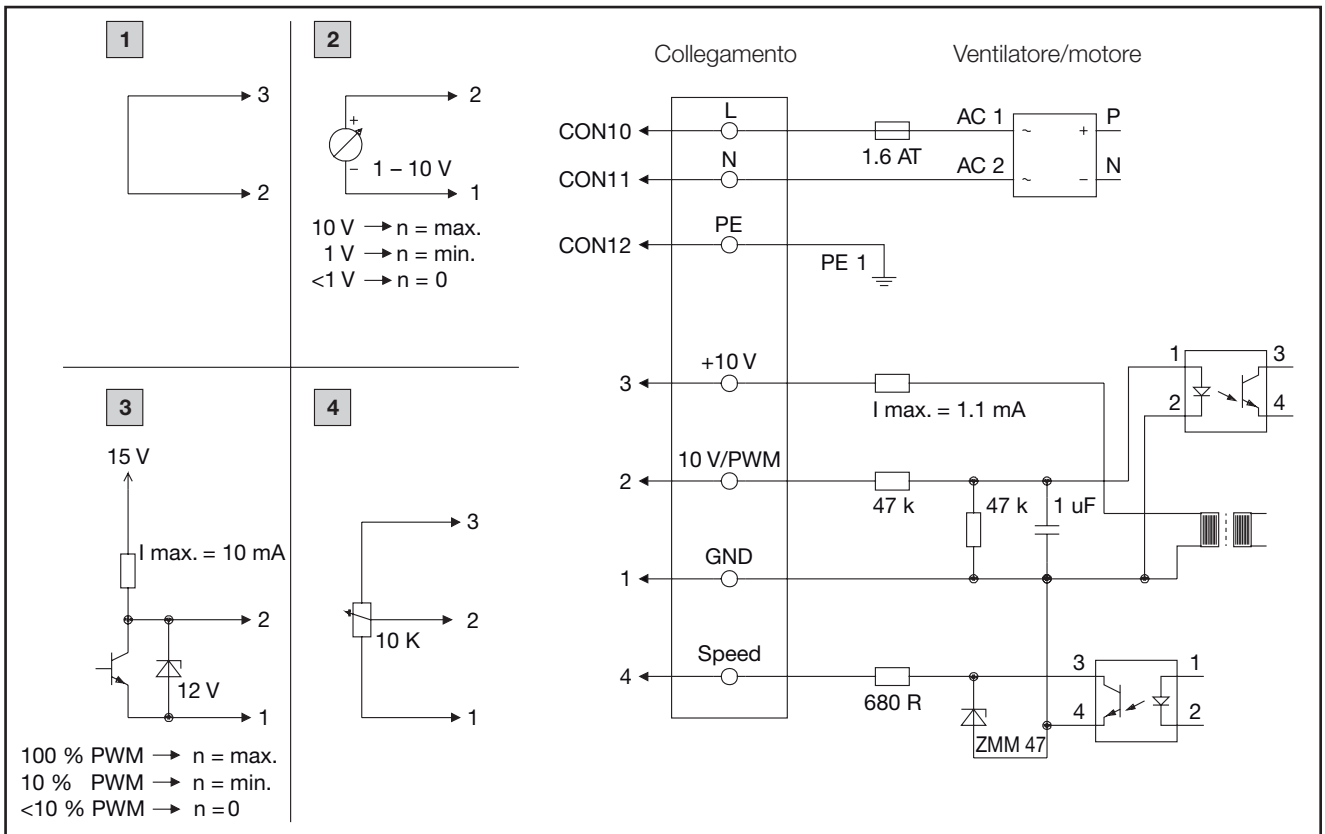 1
3
2
2
2
+
– 1 – 10 V
1
10 V → n = max.
1 V → n = min.
<1 V → n = 0
3
15 V
I max. = 10 mA
2
12 V
1
100 % PWM → n = max.
10 % PWM → n = min.
<10 % PWM → n = 0
4
3
2
10 K
1
Collegamento
Ventilatore/motore
CON10
L
1.6 AT
AC 1
~
+
P
CON11
N
AC 2
~
–
N
CON12
PE
PE 1
3
+10 V
I max. = 1.1 mA
1
3
2
4
2
10 V/PWM
47 k
47 k
1 uF
1
GND
4
Speed
680 R
ZMM 47
3
1
4
2